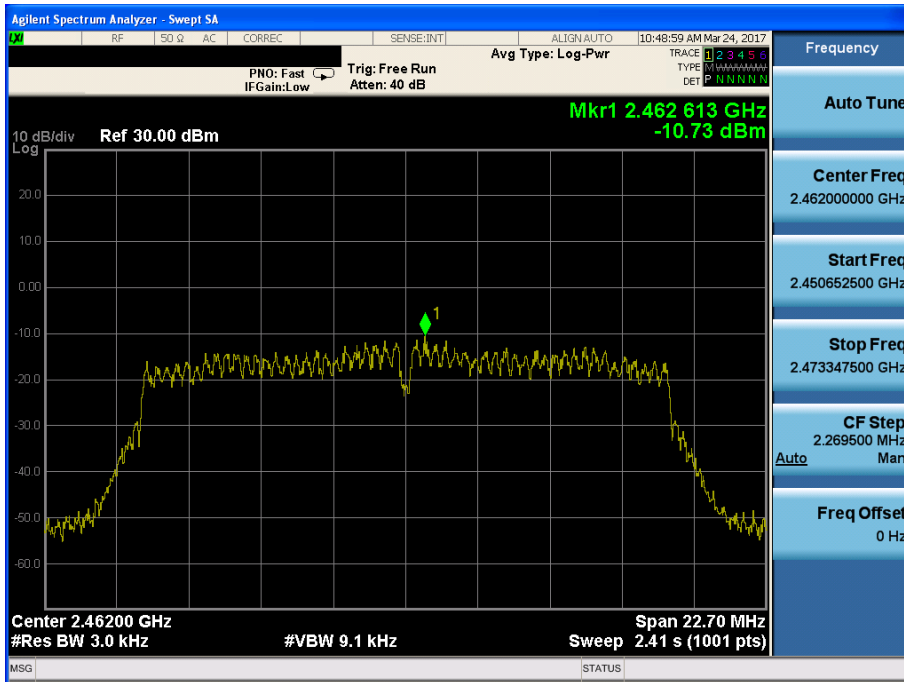 Agilent Spectrum Analyzer - Swept SA
LXI RF 50 Ω AC CORREC SENSE:INT ALIGN AUTO 10:48:59 AM Mar 24, 2017
Frequency
PNO: Fast
IFGain:Low
Trig: Free Run
Atten: 40 dB
Avg Type: Log-Pwr
TRACE 1 2 3 4 5 6
TYPE M WWWWW
DET P N N N N N
Auto Tune
Mkr1 2.462 613 GHz
-10.73 dBm
10 dB/div Ref 30.00 dBm
Log
Center Freq
2.462000000 GHz
20.0
10.0
Start Freq
2.450652500 GHz
0.00
1
-10.0
Stop Freq
2.473347500 GHz
-20.0
-30.0
CF Step
2.269500 MHz
Auto Man
-40.0
-50.0
Freq Offset
0 Hz
-60.0
Center 2.46200 GHz Span 22.70 MHz
#Res BW 3.0 kHz #VBW 9.1 kHz Sweep 2.41 s (1001 pts)
MSG STATUS